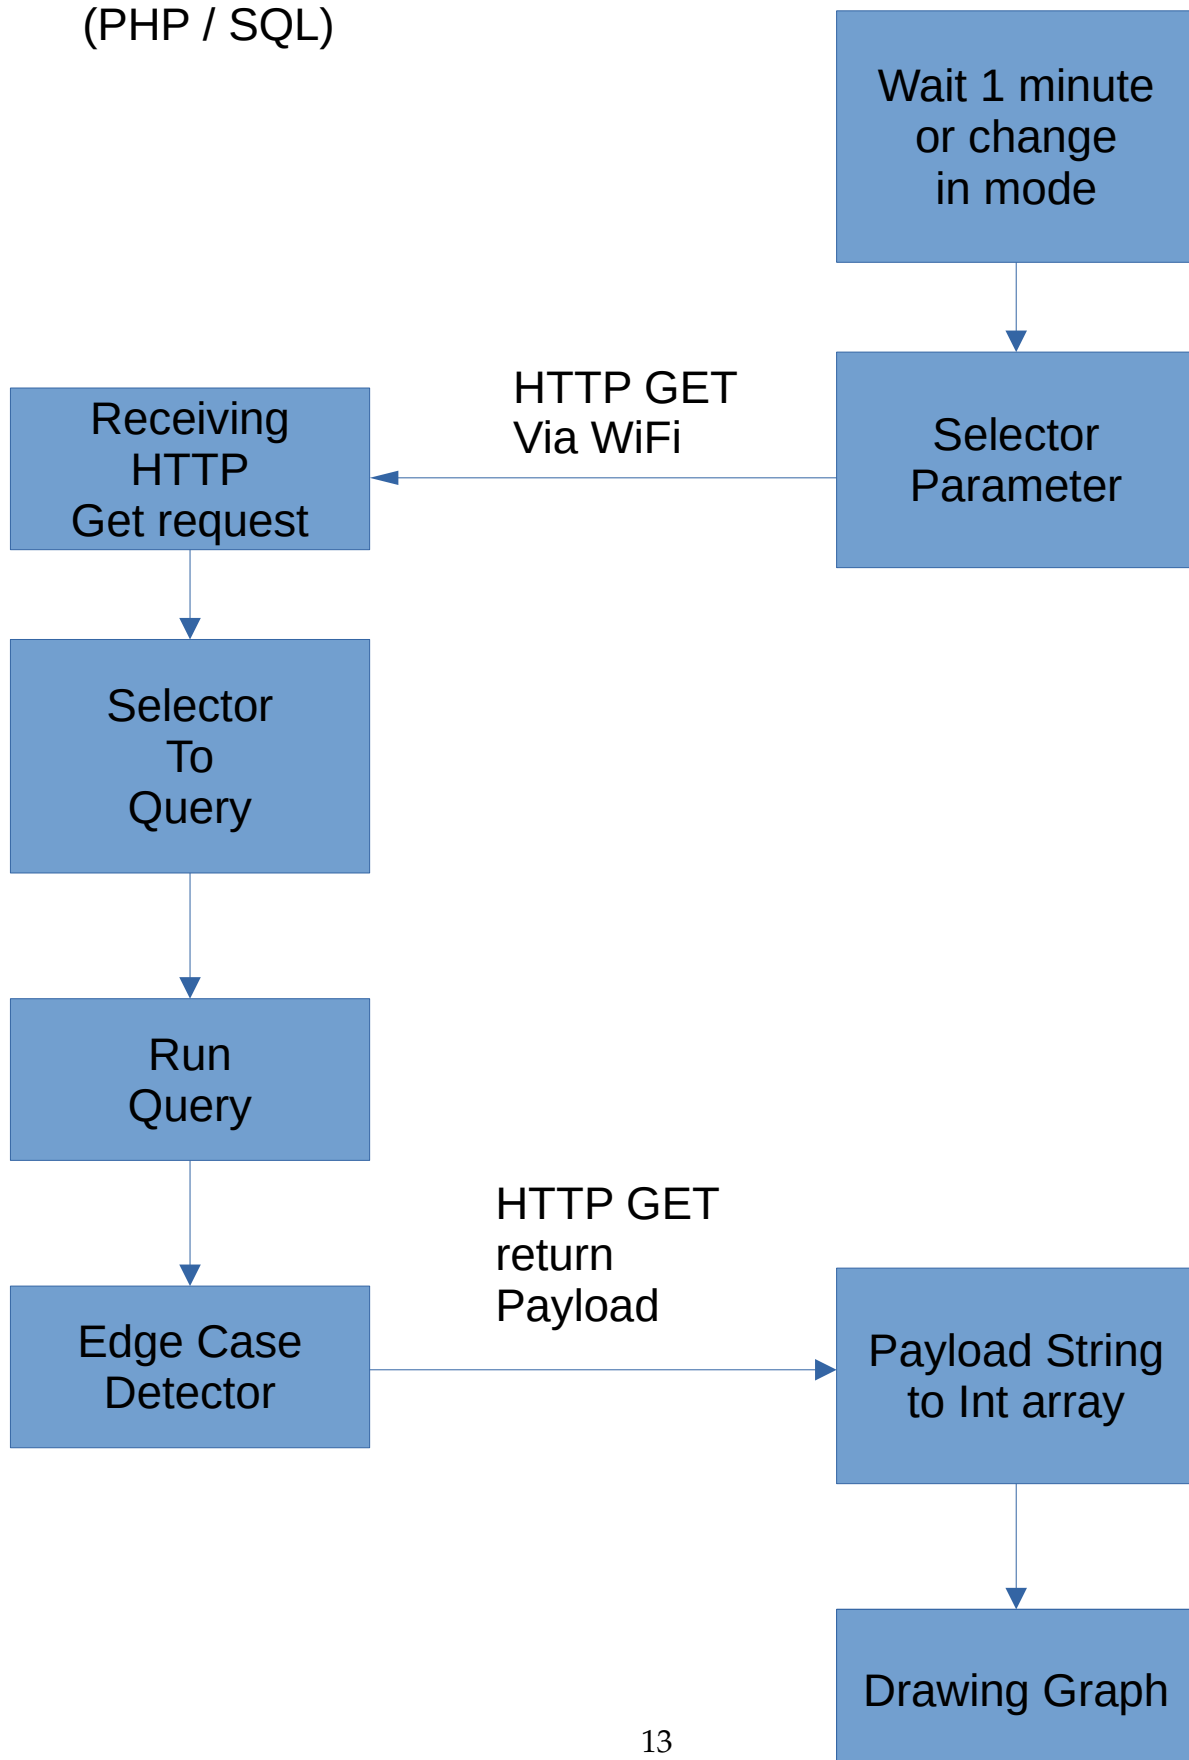 (PHP / SQL)
Wait 1 minute
or change
in mode
HTTP GET
Via WiFi
Selector
Parameter
Receiving
HTTP
Get request
Selector
To
Query
Run
Query
HTTP GET
return
Payload
Edge Case
Detector
Payload String
to Int array
Drawing Graph
13